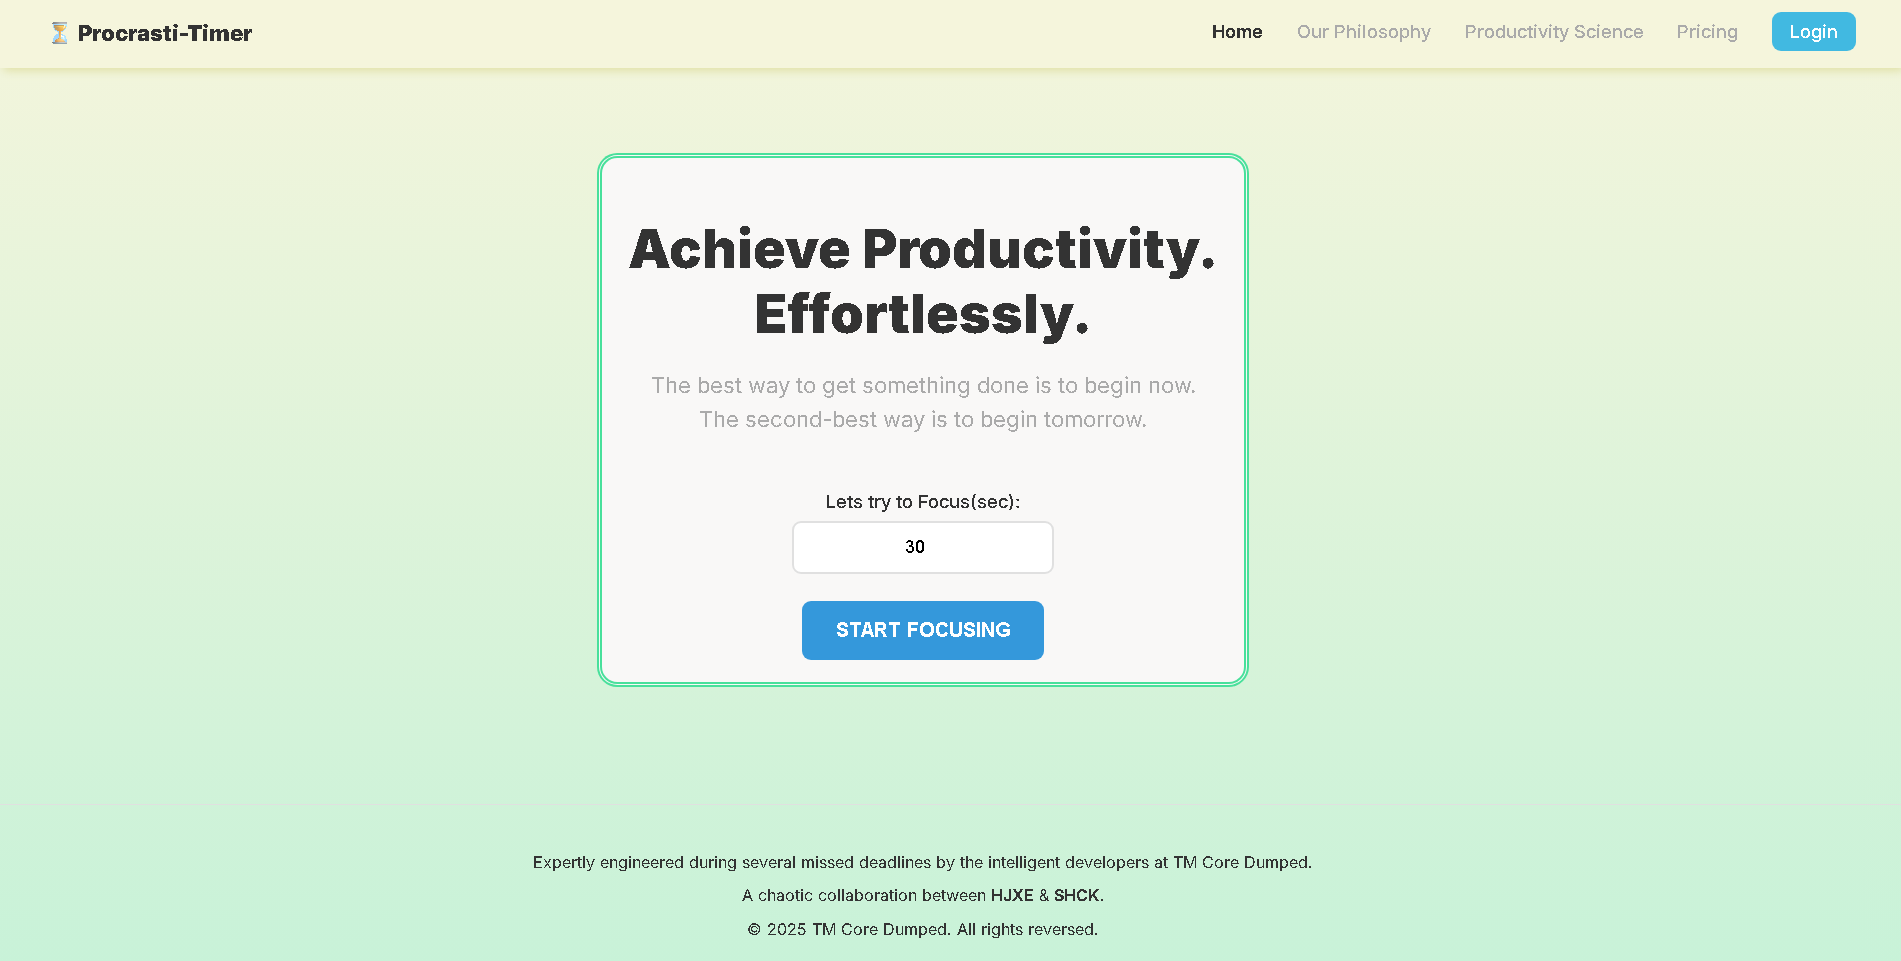 Procrasti-Timer
Home
Our Philosophy
Productivity Science
Pricing
Login
Achieve Productivity.
Effortlessly.
The best way to get something done is to begin now.
The second-best way is to begin tomorrow.
Lets try to Focus(sec):
30
START FOCUSING
Expertly engineered during several missed deadlines by the intelligent developers at TM Core Dumped.
A chaotic collaboration between HJXE & SHCK.
© 2025 TM Core Dumped. All rights reversed.